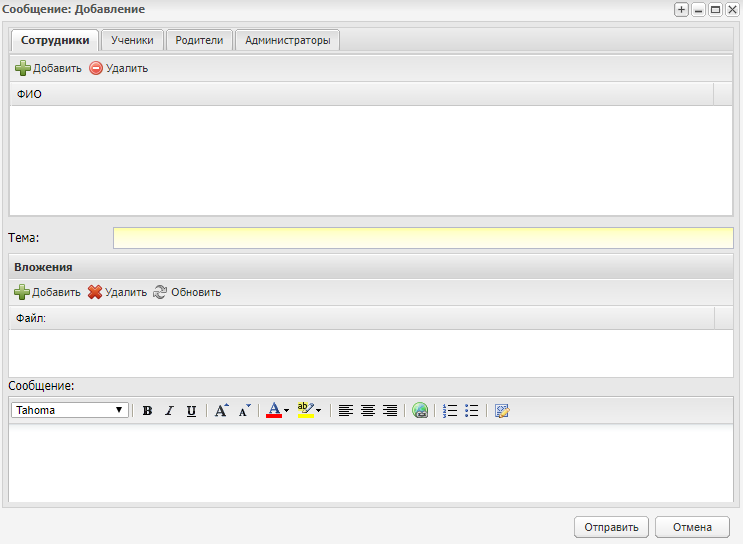 Сообщение: Добавление
Сотрудники Ученики Родители Администраторы
Добавить Удалить
ФИО
Тема:
Вложения
Добавить Удалить Обновить
Файл:
Сообщение:
Tahoma B I U A A A ab
Отправить Отмена